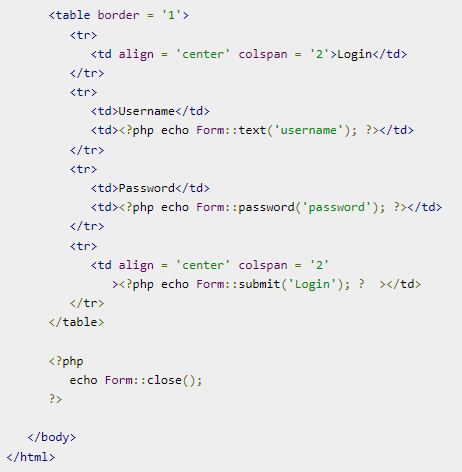 <table border = '1'>
<tr>
<td align = 'center' colspan = '2'>Login</td>
</tr>
<tr>
<td>Username</td>
<td><?php echo Form::text('username'); ?></td>
</tr>
<tr>
<td>Password</td>
<td><?php echo Form::password('password'); ?></td>
</tr>
<tr>
<td align = 'center' colspan = '2'
><?php echo Form::submit('Login'); ?  ></td>
</tr>
</table>
<?php
echo Form::close();
?>
</body>
</html>